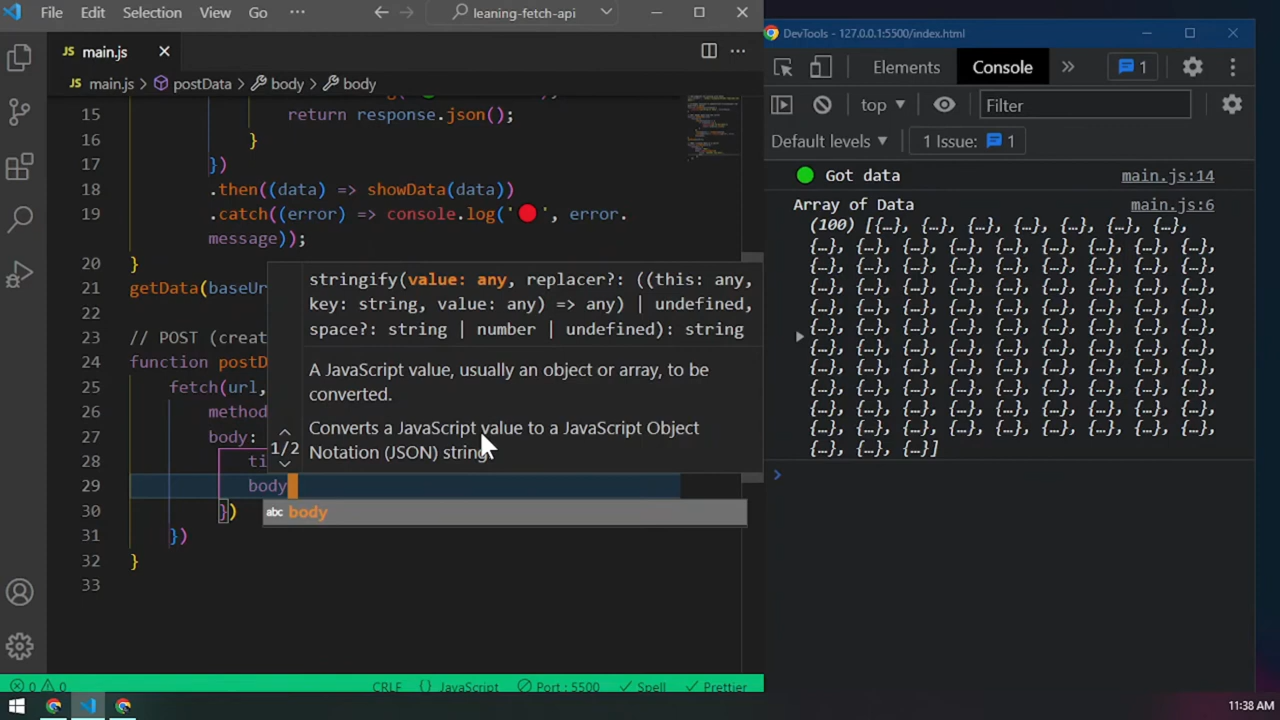 File Edit Selection View Go ··· leaning-fetch-api
JS main.js
JS main.js > postData > body > body
15 return response.json();
16 }
17 })
18 .then((data) => showData(data))
19 .catch((error) => console.log('🔴', error.
message));
20 }
21 getData(baseUr
22
23 // POST (creat
24 function postD
25 fetch(url,
26 method
27 body:
28 ti
29 body
30 })
31 })
32 }
33
stringify(value: any, replacer?: ((this: any,
key: string, value: any) => any) | undefined,
space?: string | number | undefined): string
A JavaScript value, usually an object or array, to be
converted.
1/2
Converts a JavaScript value to a JavaScript Object
Notation (JSON) string.
abc body
0 0 CRLF {} JavaScript Port : 5500 Spell Prettier
DevTools - 127.0.0.1:5500/index.html
Elements Console » 1
top Filter
Default levels 1 Issue: 1
Got data main.js:14
Array of Data main.js:6
(100) [{…}, {…}, {…}, {…}, {…}, {…}, {…},
{…}, {…}, {…}, {…}, {…}, {…}, {…}, {…}, {…},
{…}, {…}, {…}, {…}, {…}, {…}, {…}, {…}, {…},
{…}, {…}, {…}, {…}, {…}, {…}, {…}, {…}, {…},
{…}, {…}, {…}, {…}, {…}, {…}, {…}, {…}, {…},
{…}, {…}, {…}, {…}, {…}, {…}, {…}, {…}, {…},
{…}, {…}, {…}, {…}, {…}, {…}, {…}, {…}, {…},
{…}, {…}, {…}, {…}, {…}, {…}, {…}, {…}, {…},
{…}, {…}, {…}, {…}, {…}, {…}, {…}, {…}, {…},
{…}, {…}, {…}, {…}, {…}, {…}, {…}, {…}, {…},
{…}, {…}, {…}, {…}, {…}, {…}, {…}, {…}, {…},
{…}, {…}, {…}]
11:38 AM